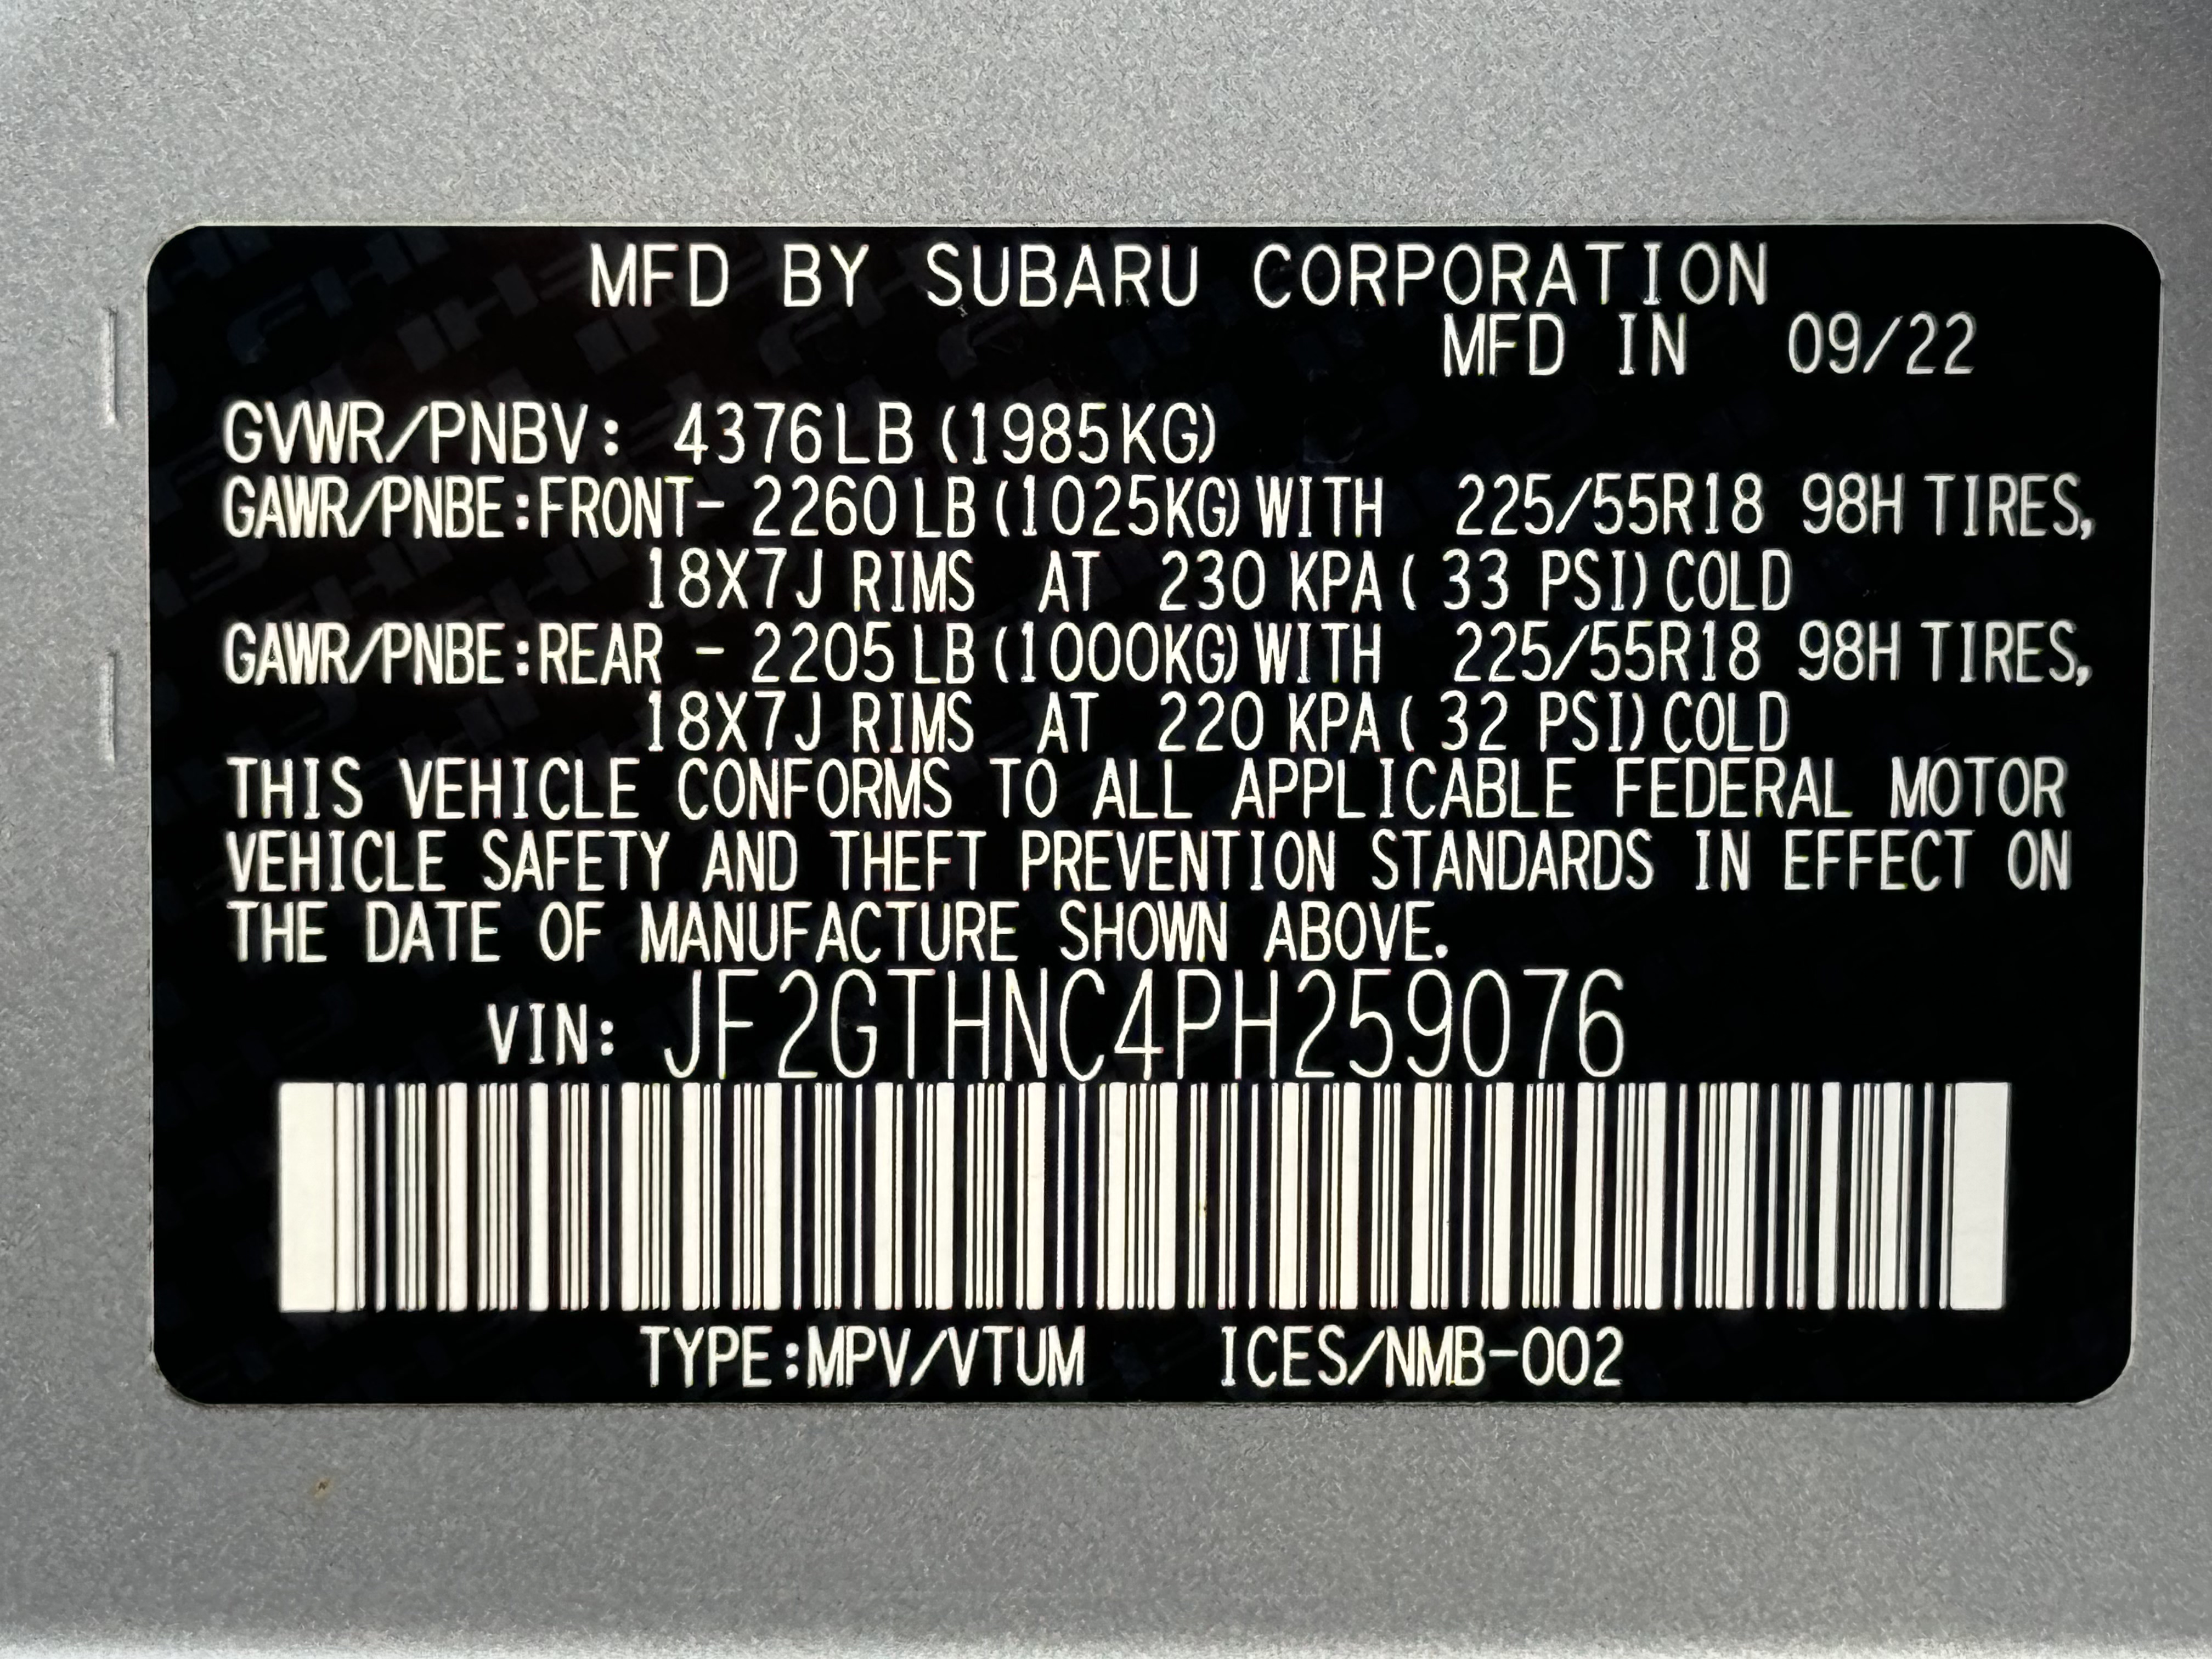 MFD BY SUBARU CORPORATION
MFD IN 09/22
GVWR/PNBV: 4376LB (1985KG)
GAWR/PNBE:FRONT- 2260LB (1025KG) WITH 225/55R18 98H TIRES,
18X7J RIMS AT 230 KPA ( 33 PSI) COLD
GAWR/PNBE:REAR - 2205LB (1000KG) WITH 225/55R18 98H TIRES,
18X7J RIMS AT 220 KPA ( 32 PSI) COLD
THIS VEHICLE CONFORMS TO ALL APPLICABLE FEDERAL MOTOR
VEHICLE SAFETY AND THEFT PREVENTION STANDARDS IN EFFECT ON
THE DATE OF MANUFACTURE SHOWN ABOVE.
VIN: JF2GTHNC4PH259076
TYPE:MPV/VTUM ICES/NMB-002